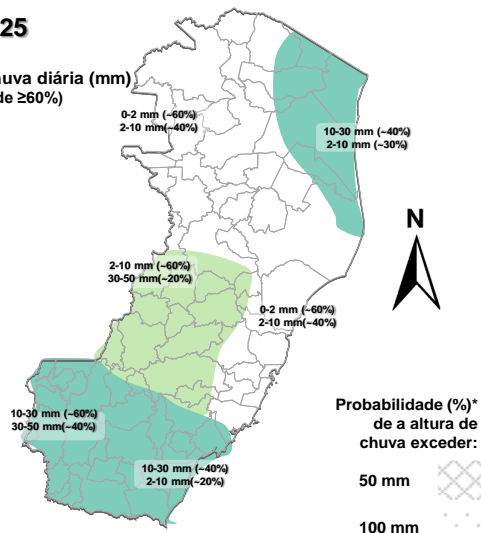 25
uva diária (mm)
de ≥60%)
0-2 mm (~60%)
2-10 mm(~40%)
10-30 mm (~40%)
2-10 mm (~30%)
N
2-10 mm (~60%)
30-50 mm(~20%)
0-2 mm (~60%)
2-10 mm(~40%)
10-30 mm (~60%)
30-50 mm(~40%)
10-30 mm (~40%)
2-10 mm(~20%)
Probabilidade (%)*
de a altura de
chuva exceder:
50 mm
100 mm